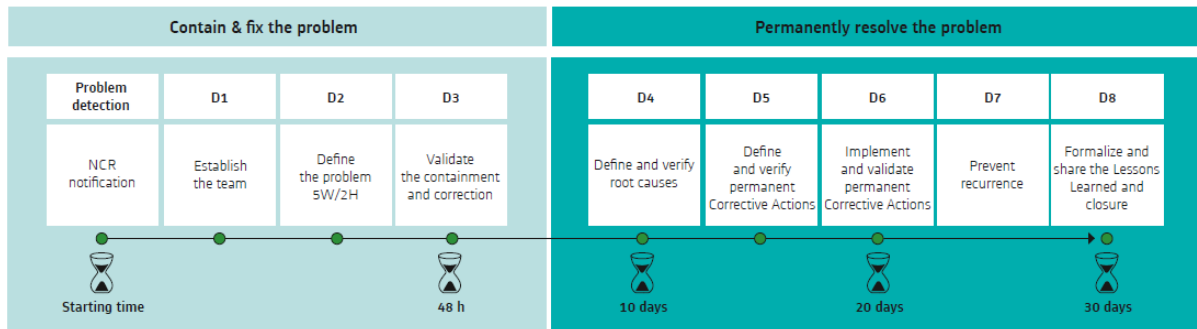 Contain & fix the problem
Permanently resolve the problem
Problem
detection
D1
D2
D3
D4
D5
D6
D7
D8
NCR
notification
Establish
the team
Define
the problem
5W/2H
Validate
the containment
and correction
Define and verify
root causes
Define
and verify
permanent
Corrective Actions
Implement
and validate
permanent
Corrective Actions
Prevent
recurrence
Formalize and
share the Lessons
Learned and
closure
Starting time
48 h
10 days
20 days
30 days